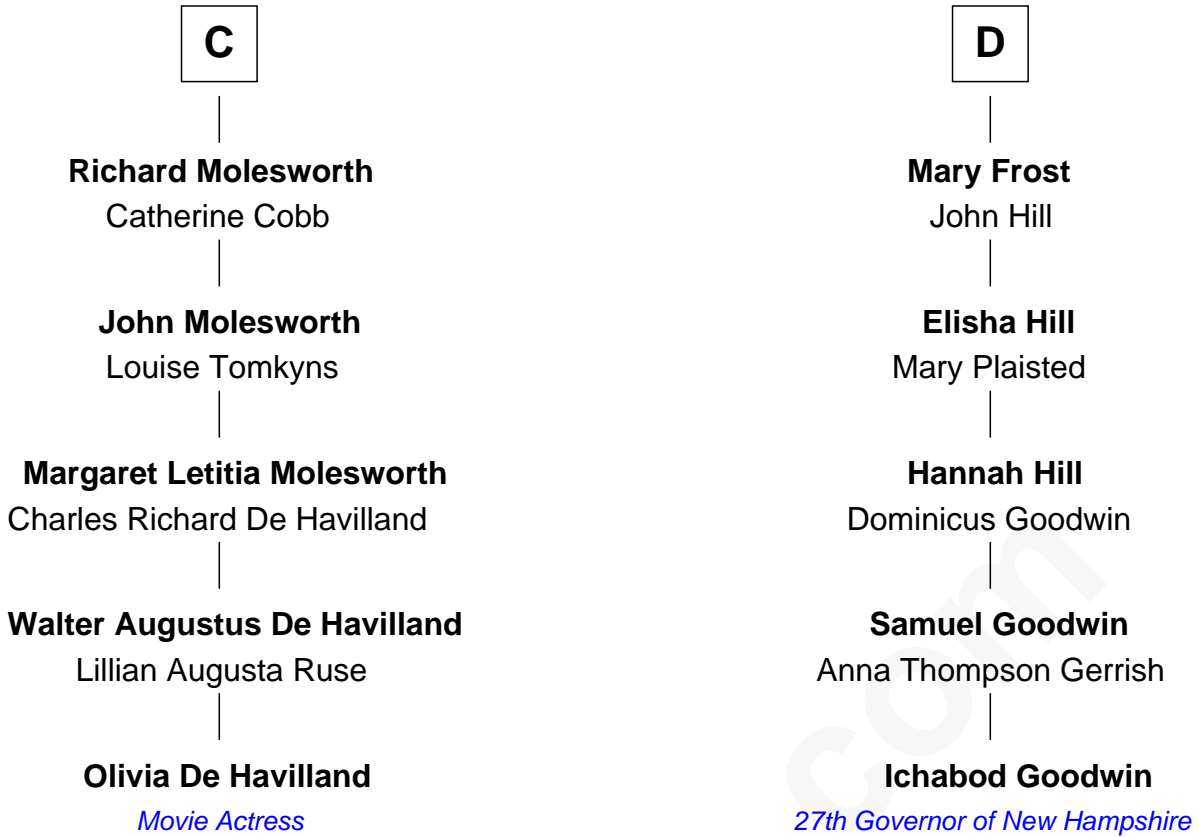 C
Richard Molesworth
Catherine Cobb
John Molesworth
Louise Tomkyns
Margaret Letitia Molesworth
Charles Richard De Havilland
Walter Augustus De Havilland
Lillian Augusta Ruse
Olivia De Havilland
Movie Actress
D
Mary Frost
John Hill
Elisha Hill
Mary Plaisted
Hannah Hill
Dominicus Goodwin
Samuel Goodwin
Anna Thompson Gerrish
Ichabod Goodwin
27th Governor of New Hampshire
com